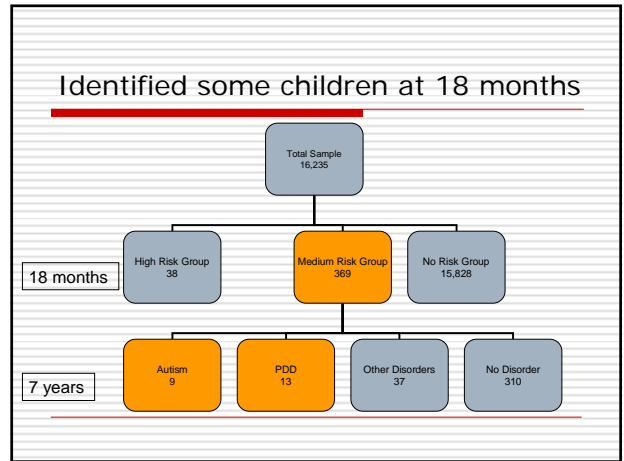 Identified some children at 18 months
Total Sample
16,235
18 months
High Risk Group
38
Medium Risk Group
369
No Risk Group
15,828
7 years
Autism
9
PDD
13
Other Disorders
37
No Disorder
310